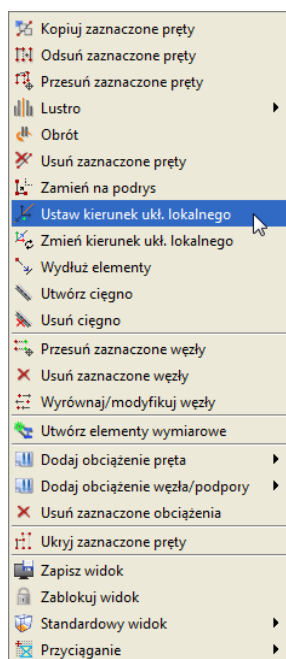 Kopiuj zaznaczone pręty
Odsuń zaznaczone pręty
Przesuń zaznaczone pręty
Lustro
Obrót
Usuń zaznaczone pręty
Zamień na podrys
Ustaw kierunek ukł. lokalnego
Zmień kierunek ukł. lokalnego
Wydłuż elementy
Utwórz cięgno
Usuń cięgno
Przesuń zaznaczone węzły
Usuń zaznaczone węzły
Wyrównaj/modyfikuj węzły
Utwórz elementy wymiarowe
Dodaj obciążenie pręta
Dodaj obciążenie węzła/podpory
Usuń zaznaczone obciążenia
Ukryj zaznaczone pręty
Zapisz widok
Zablokuj widok
Standardowy widok
Przyciąganie